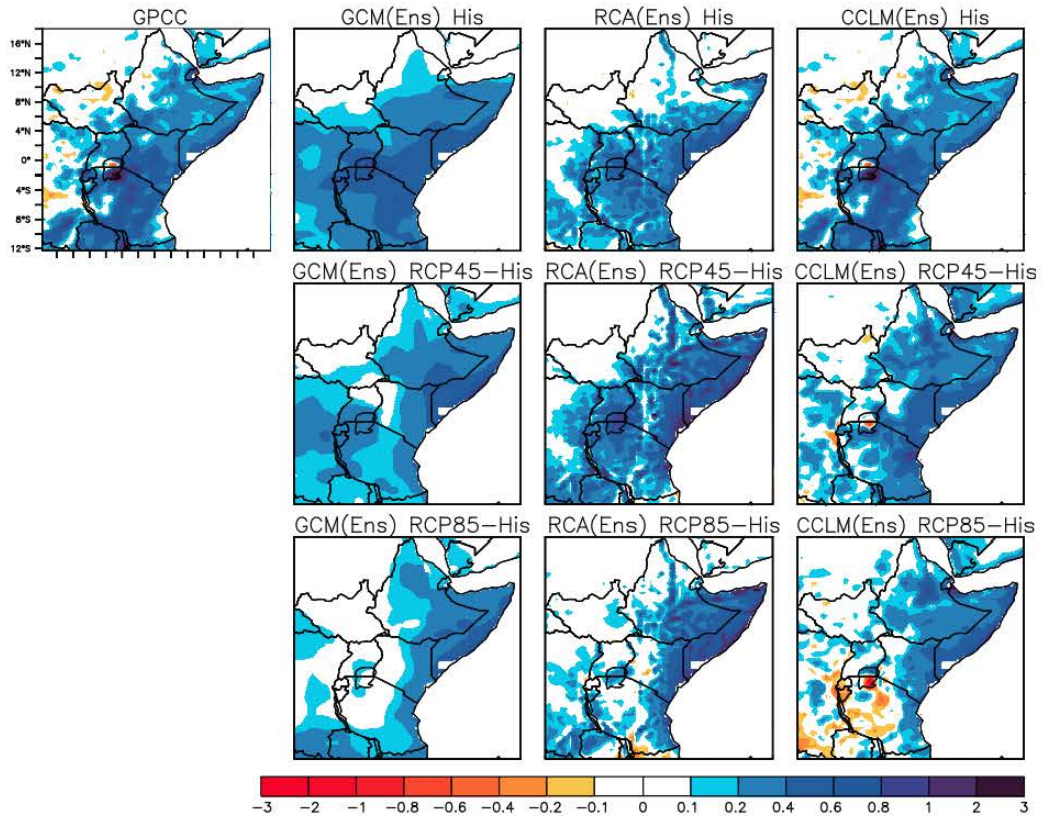 GPCC GCM(Ens) His RCA(Ens) His CCLM(Ens) His
16°N
12°N
8°N
4°N
0°
4°S
8°S
12°S
GCM(Ens) RCP45-His RCA(Ens) RCP45-His CCLM(Ens) RCP45-His
GCM(Ens) RCP85-His RCA(Ens) RCP85-His CCLM(Ens) RCP85-His
-3 -2 -1 -0.8 -0.6 -0.4 -0.2 -0.1 0 0.1 0.2 0.4 0.6 0.8 1 2 3